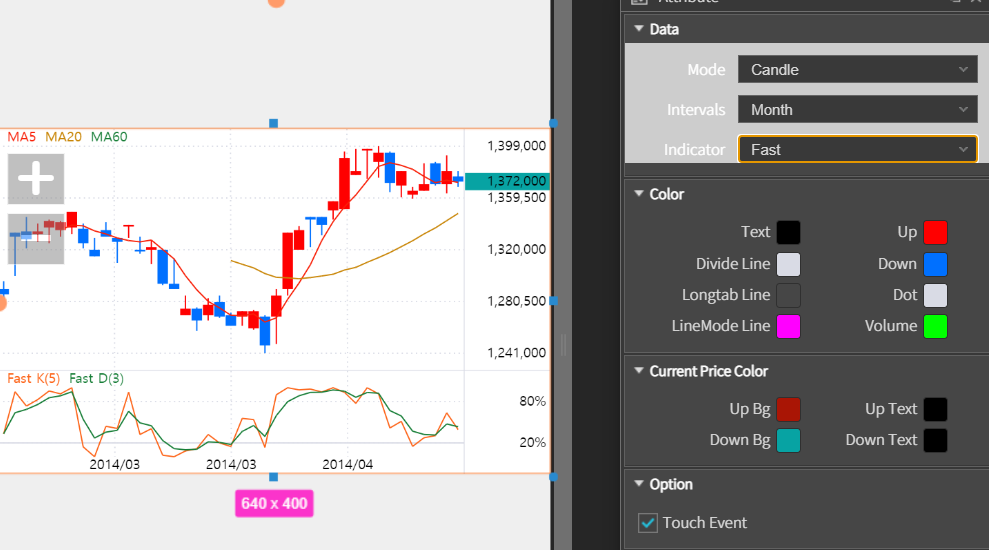 Attribute
Data
Mode Candle
Intervals Month
Indicator Fast
MA5 MA20 MA60
1,399,000
1,372,000
1,359,500
1,320,000
1,280,500
1,241,000
Fast K(5) Fast D(3)
80%
20%
2014/03 2014/03 2014/04
640 x 400
Color
Text Up
Divide Line Down
Longtab Line Dot
LineMode Line Volume
Current Price Color
Up Bg Up Text
Down Bg Down Text
Option
Touch Event